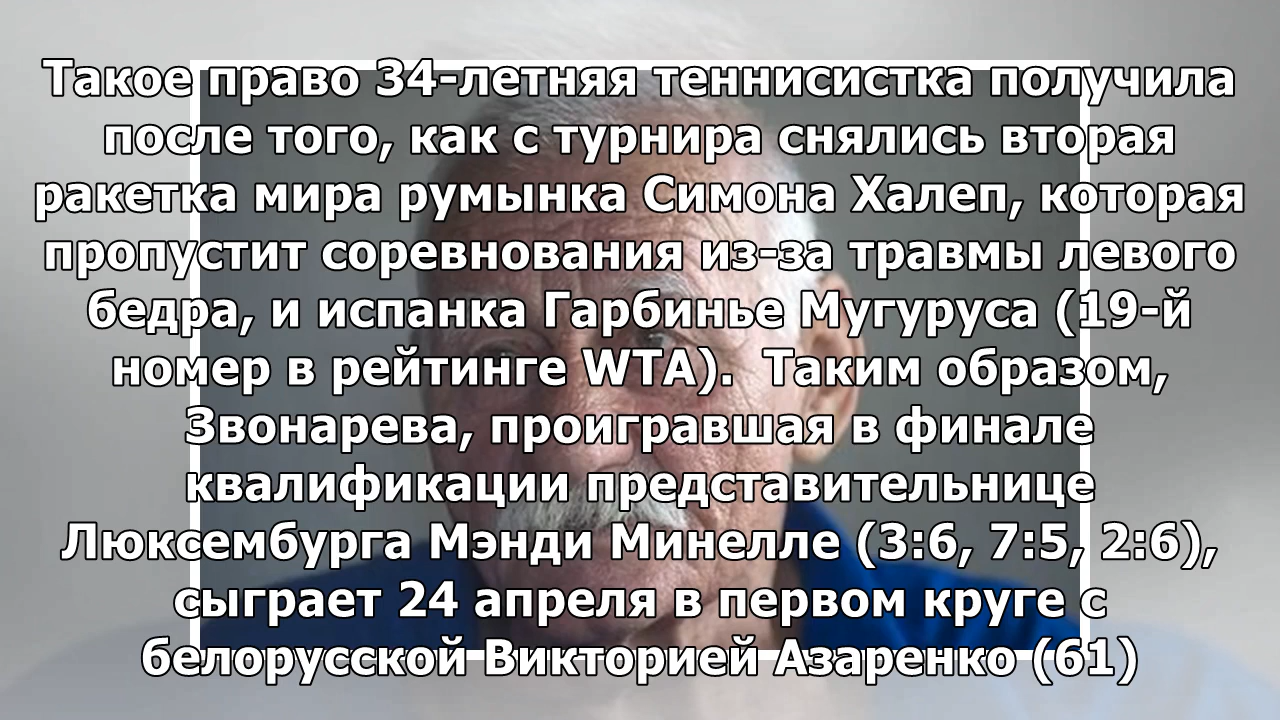 Такое право 34-летняя теннисистка получила
после того, как с турнира снялись вторая
ракетка мира румынка Симона Халеп, которая
пропустит соревнования из-за травмы левого
бедра, и испанка Гарбинье Мугуруса (19-й
номер в рейтинге WTA).  Таким образом,
Звонарева, проигравшая в финале
квалификации представительнице
Люксембурга Мэнди Минелле (3:6, 7:5, 2:6),
сыграет 24 апреля в первом круге с
белорусской Викторией Азаренко (61)